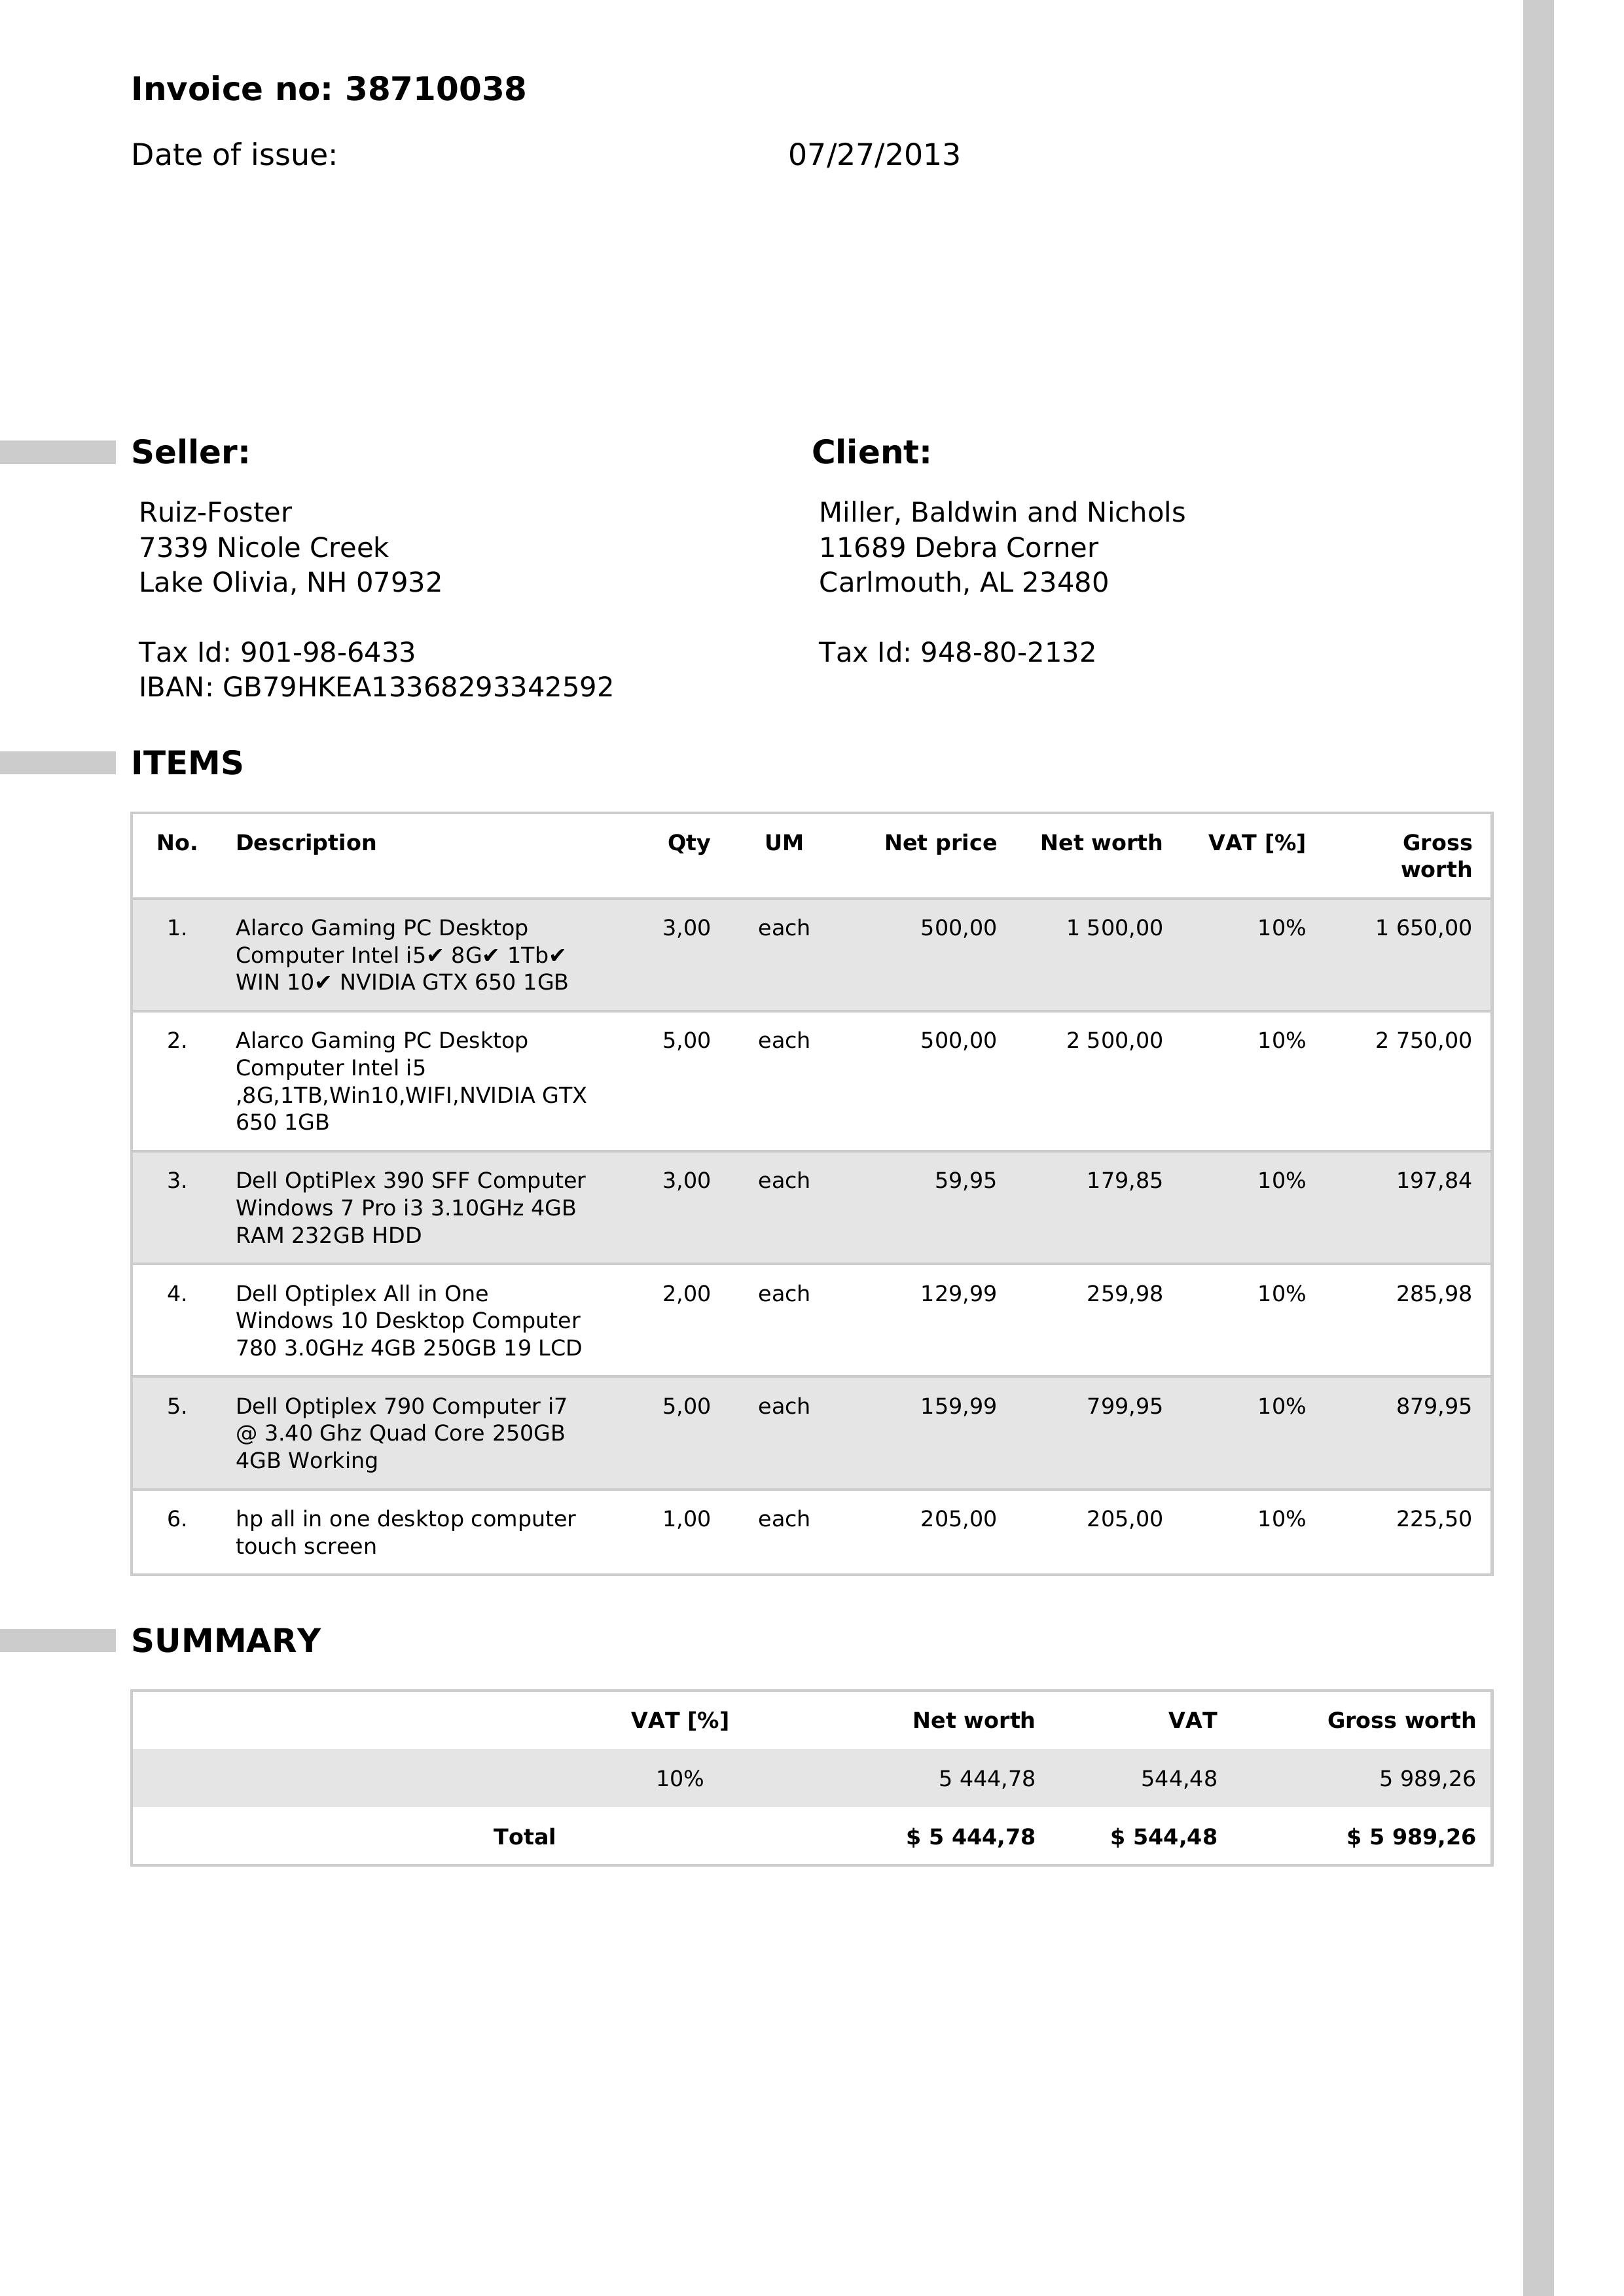 Invoice no: 38710038
Date of issue: 07/27/2013
Seller:
Ruiz-Foster
7339 Nicole Creek
Lake Olivia, NH 07932
Tax Id: 901-98-6433
IBAN: GB79HKEA13368293342592
Client:
Miller, Baldwin and Nichols
11689 Debra Corner
Carlmouth, AL 23480
Tax Id: 948-80-2132
ITEMS
No. Description Qty UM Net price Net worth VAT [%] Gross
worth
1. Alarco Gaming PC Desktop 3,00 each 500,00 1 500,00 10% 1 650,00
Computer Intel i5✔ 8G✔ 1Tb✔
WIN 10✔ NVIDIA GTX 650 1GB
2. Alarco Gaming PC Desktop 5,00 each 500,00 2 500,00 10% 2 750,00
Computer Intel i5
,8G,1TB,Win10,WIFI,NVIDIA GTX
650 1GB
3. Dell OptiPlex 390 SFF Computer 3,00 each 59,95 179,85 10% 197,84
Windows 7 Pro i3 3.10GHz 4GB
RAM 232GB HDD
4. Dell Optiplex All in One 2,00 each 129,99 259,98 10% 285,98
Windows 10 Desktop Computer
780 3.0GHz 4GB 250GB 19 LCD
5. Dell Optiplex 790 Computer i7 5,00 each 159,99 799,95 10% 879,95
@ 3.40 Ghz Quad Core 250GB
4GB Working
6. hp all in one desktop computer 1,00 each 205,00 205,00 10% 225,50
touch screen
SUMMARY
VAT [%] Net worth VAT Gross worth
10% 5 444,78 544,48 5 989,26
Total $ 5 444,78 $ 544,48 $ 5 989,26